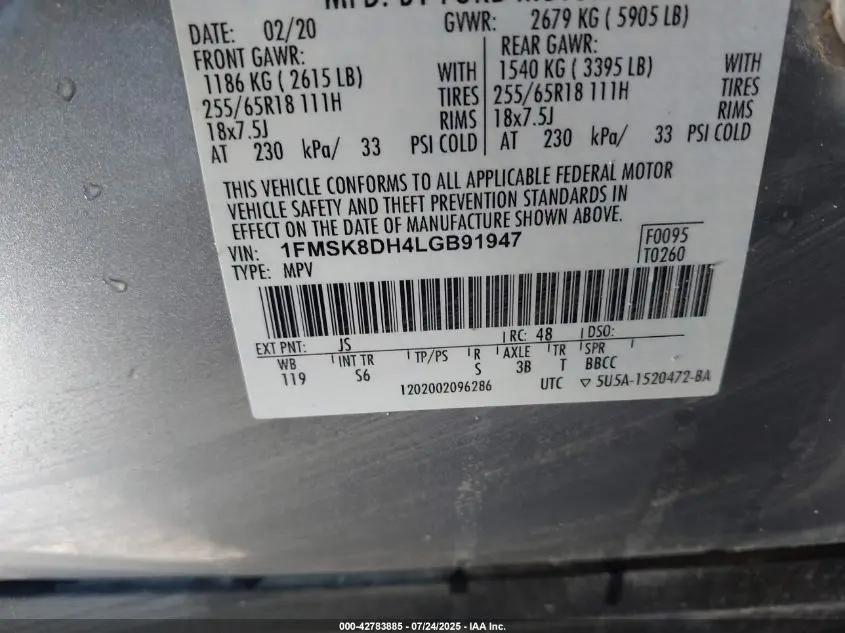 MFD. BY FORD MOTOR
DATE: 02/20 GVWR: 2679 KG ( 5905 LB)
FRONT GAWR: REAR GAWR:
1186 KG ( 2615 LB) WITH 1540 KG ( 3395 LB) WITH
255/65R18 111H TIRES 255/65R18 111H TIRES
18x7.5J RIMS 18x7.5J RIMS
AT 230 kPa/ 33 PSI COLD AT 230 kPa/ 33 PSI COLD
THIS VEHICLE CONFORMS TO ALL APPLICABLE FEDERAL MOTOR
VEHICLE SAFETY AND THEFT PREVENTION STANDARDS IN
EFFECT ON THE DATE OF MANUFACTURE SHOWN ABOVE.
VIN: 1FMSK8DH4LGB91947 F0095
TYPE: MPV T0260
EXT PNT: JS RC: 48 DSO:
WB INT TR TP/PS R AXLE TR SPR
119 S6 S 3B T BBCC
1202002096286 UTC ▽ 5U5A-1520472-BA
000-42783885 / 07/24/2025 / IAA Inc.